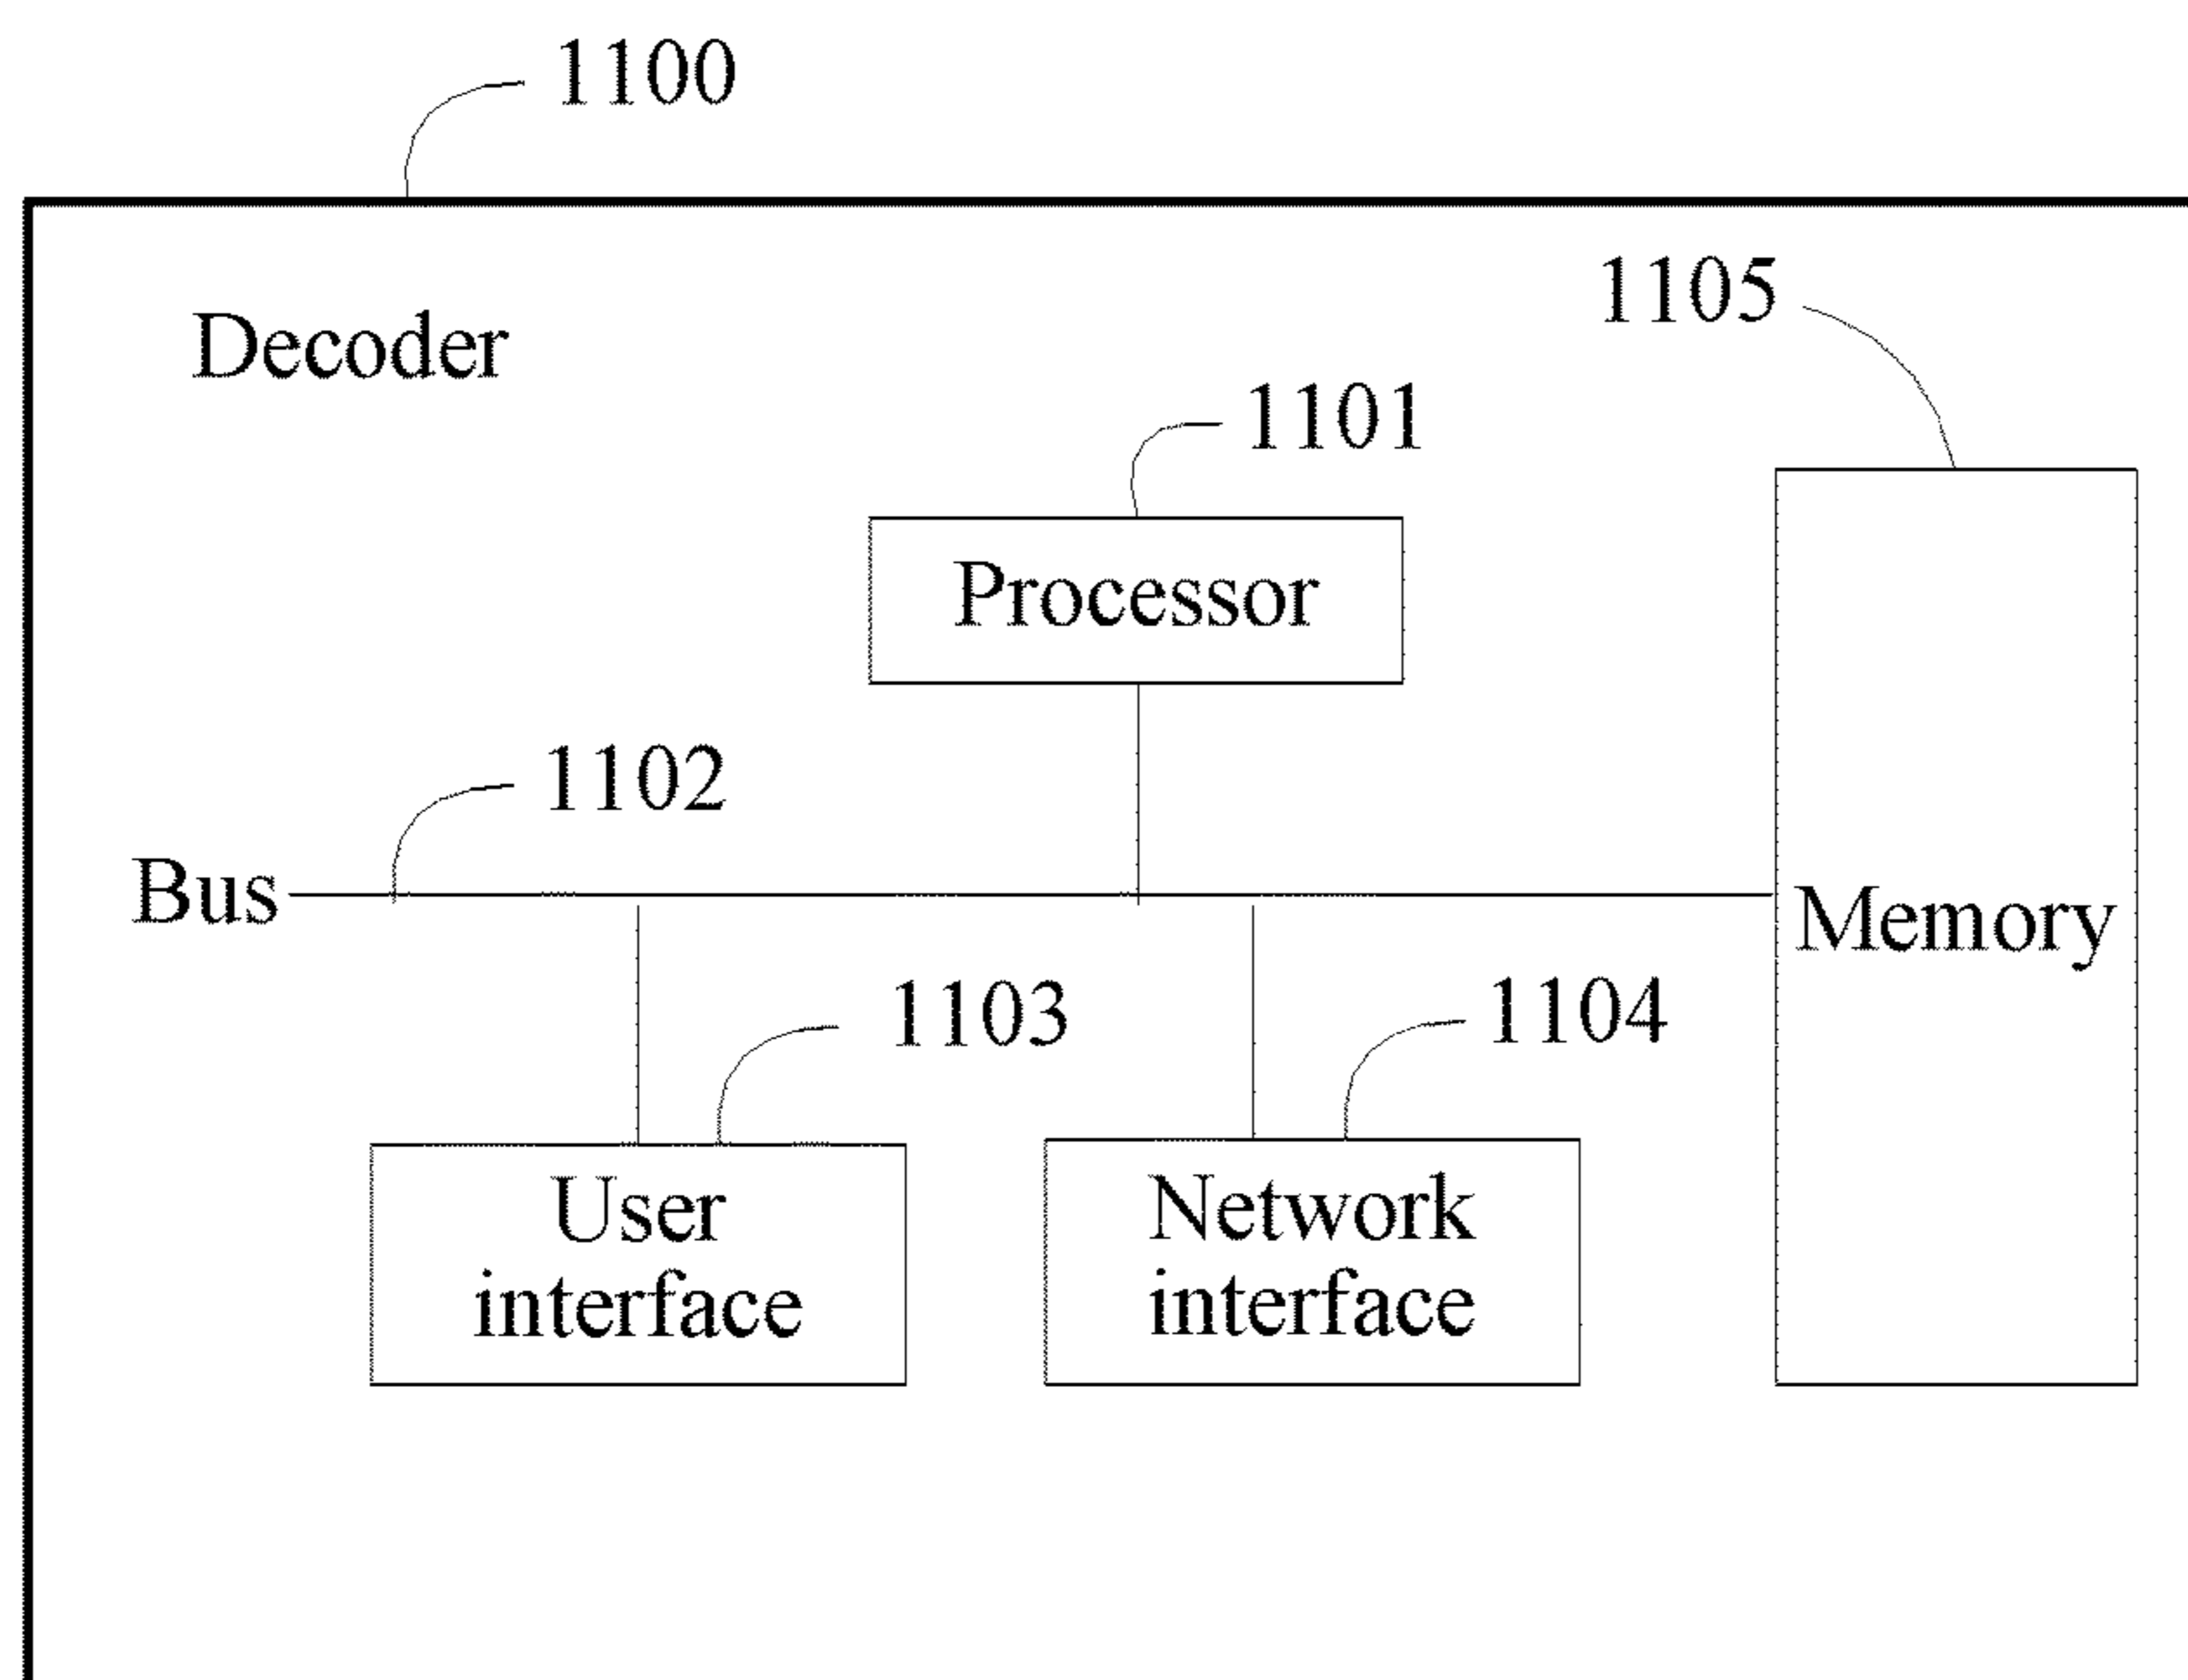 1100
Decoder
1105
1101
Processor
1102
Bus
Memory
1103
1104
User
interface
Network
interface